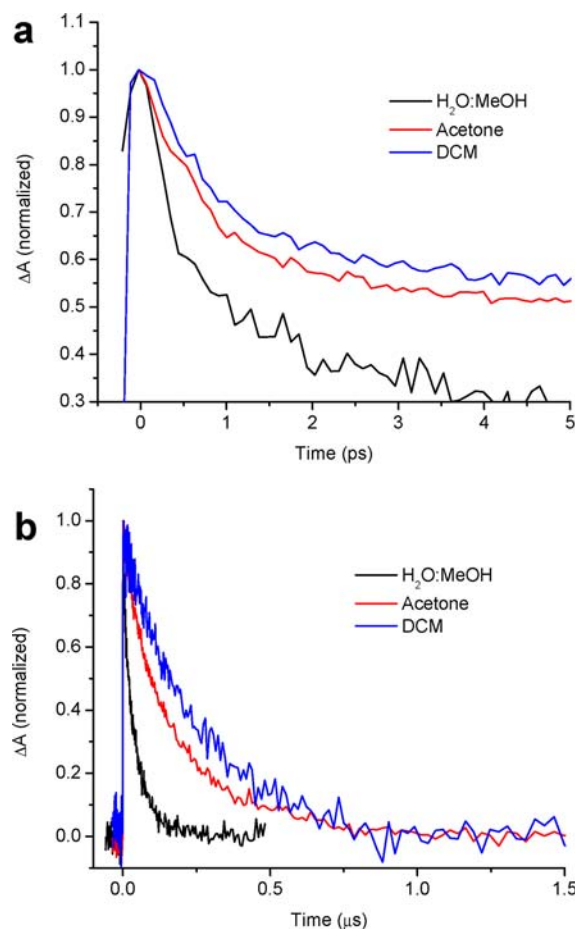 a
1.1
1.0
0.9
0.8
0.7
0.6
0.5
0.4
0.3
ΔA (normalized)
H₂O:MeOH
Acetone
DCM
0 1 2 3 4 5
Time (ps)
b
1.0
0.8
0.6
0.4
0.2
0.0
ΔA (normalized)
H₂O:MeOH
Acetone
DCM
0.0 0.5 1.0 1.5
Time (μs)